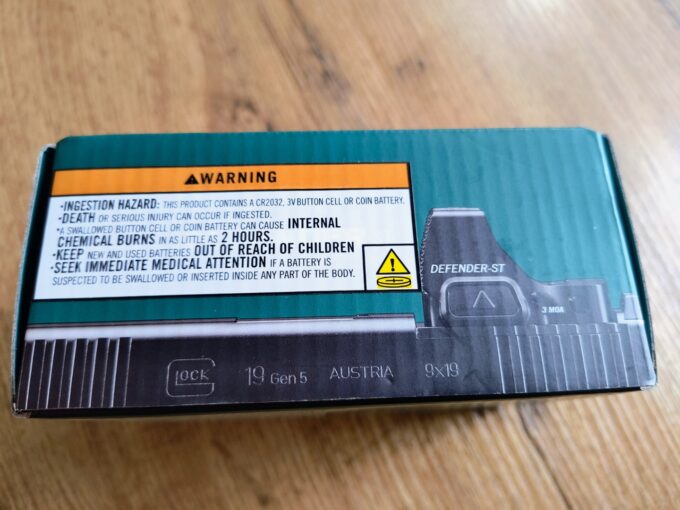 ⚠WARNING
•INGESTION HAZARD: THIS PRODUCT CONTAINS A CR2032, 3V BUTTON CELL OR COIN BATTERY.
•DEATH OR SERIOUS INJURY CAN OCCUR IF INGESTED.
•A SWALLOWED BUTTON CELL OR COIN BATTERY CAN CAUSE INTERNAL
CHEMICAL BURNS IN AS LITTLE AS 2 HOURS.
•KEEP NEW AND USED BATTERIES OUT OF REACH OF CHILDREN
•SEEK IMMEDIATE MEDICAL ATTENTION IF A BATTERY IS
SUSPECTED TO BE SWALLOWED OR INSERTED INSIDE ANY PART OF THE BODY.
DEFENDER-ST
3 MOA
GLOCK 19 Gen5 AUSTRIA 9x19